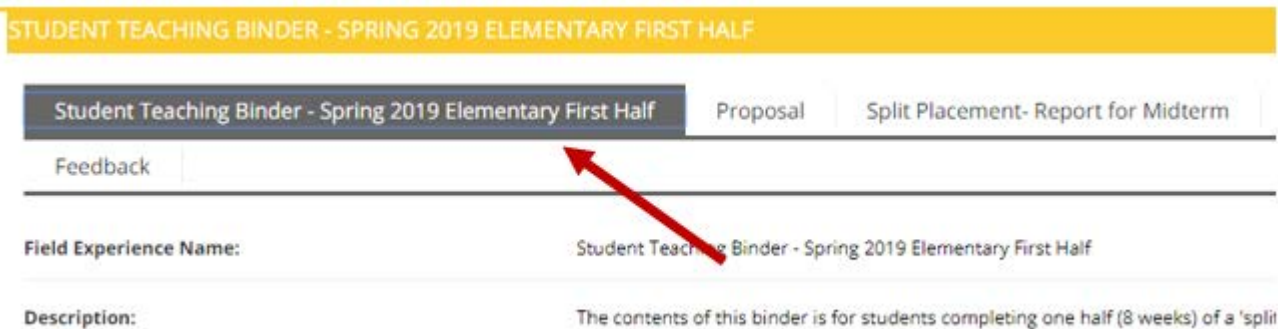 STUDENT TEACHING BINDER - SPRING 2019 ELEMENTARY FIRST HALF
Student Teaching Binder - Spring 2019 Elementary First Half Proposal Split Placement- Report for Midterm
Feedback
Field Experience Name: Student Teaching Binder - Spring 2019 Elementary First Half
Description: The contents of this binder is for students completing one half (8 weeks) of a 'split